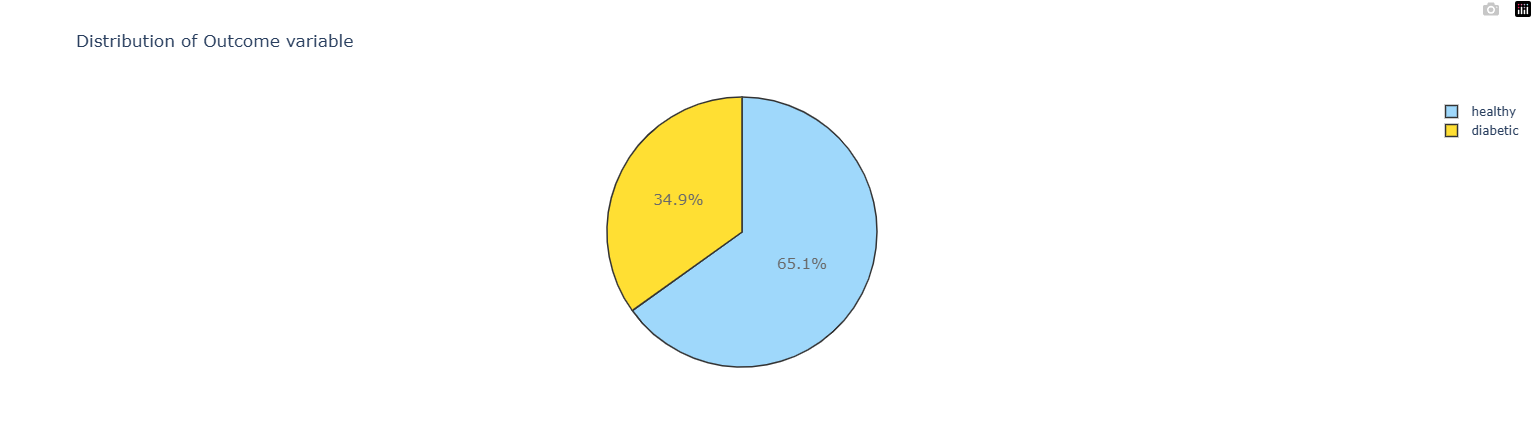 Distribution of Outcome variable
healthy
diabetic
34.9%
65.1%